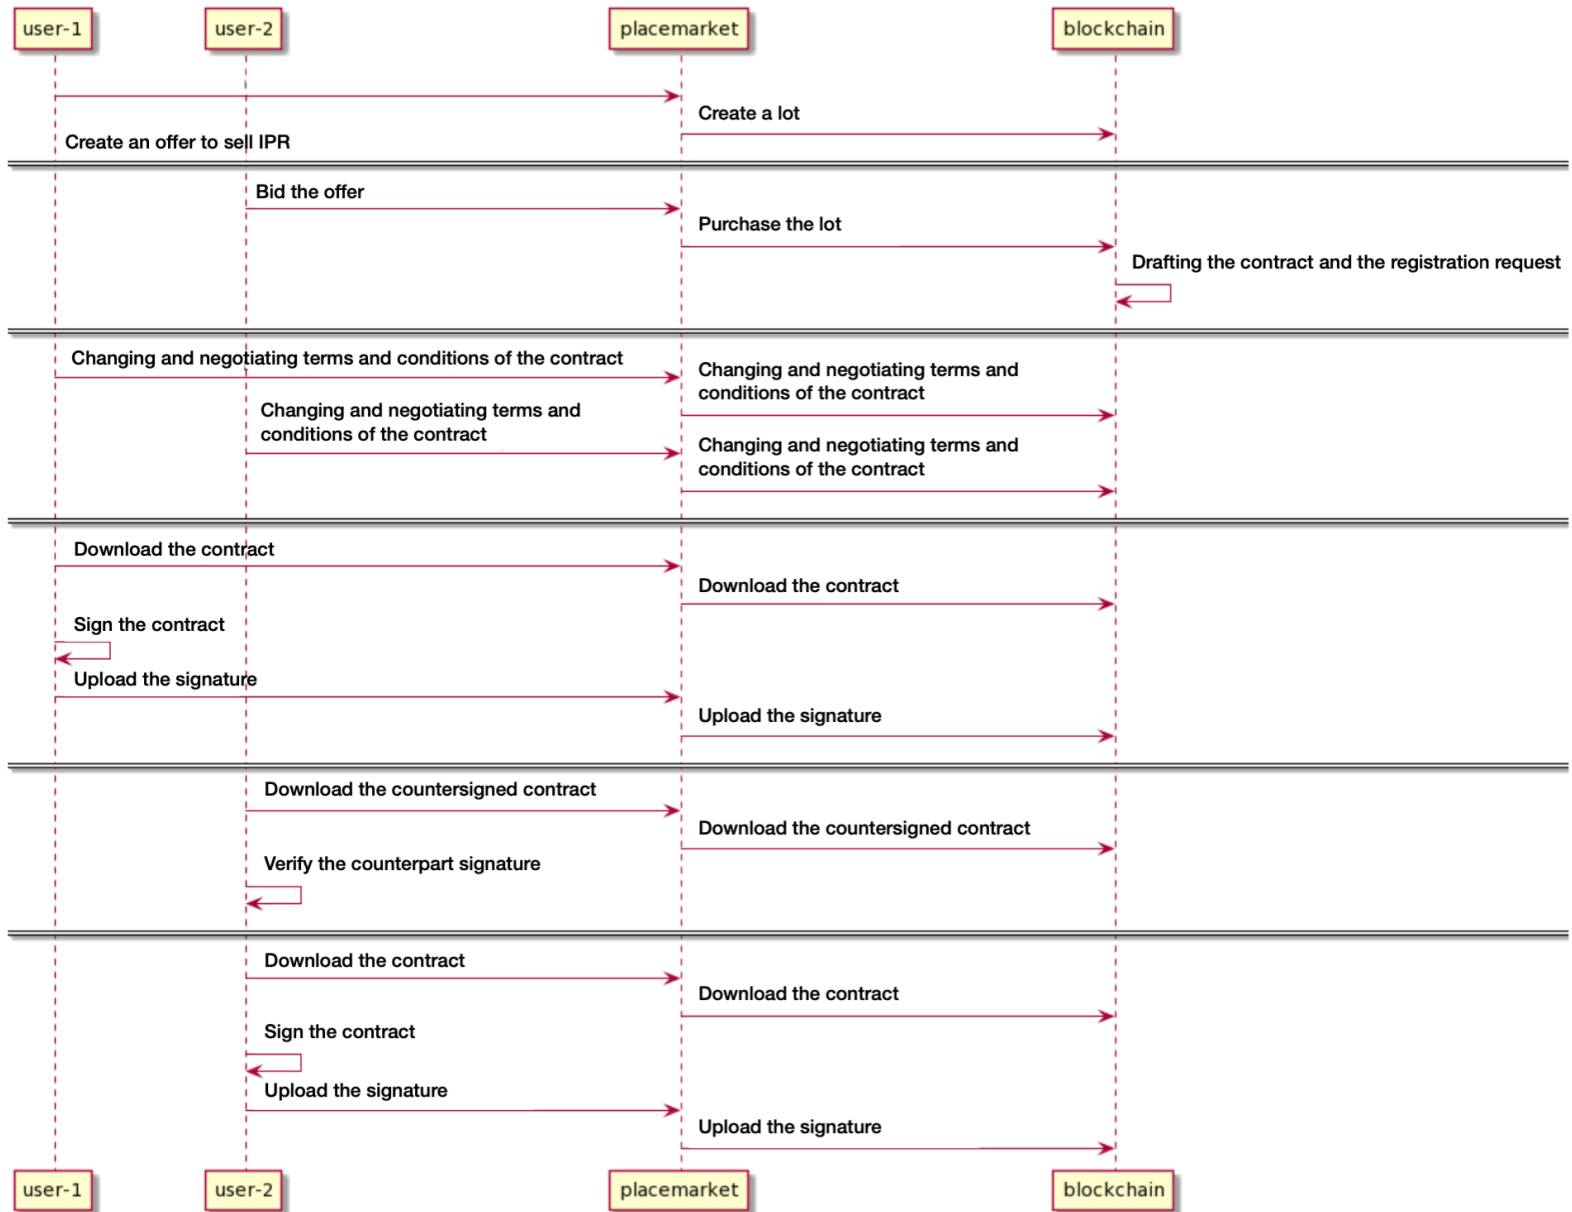 user-1
user-2
placemarket
blockchain
Create a lot
Create an offer to sell IPR
Bid the offer
Purchase the lot
Drafting the contract and the registration request
Changing and negotiating terms and conditions of the contract
Changing and negotiating terms and
conditions of the contract
Changing and negotiating terms and
conditions of the contract
Changing and negotiating terms and
conditions of the contract
Download the contract
Download the contract
Sign the contract
Upload the signature
Upload the signature
Download the countersigned contract
Download the countersigned contract
Verify the counterpart signature
Download the contract
Download the contract
Sign the contract
Upload the signature
Upload the signature
user-1
user-2
placemarket
blockchain